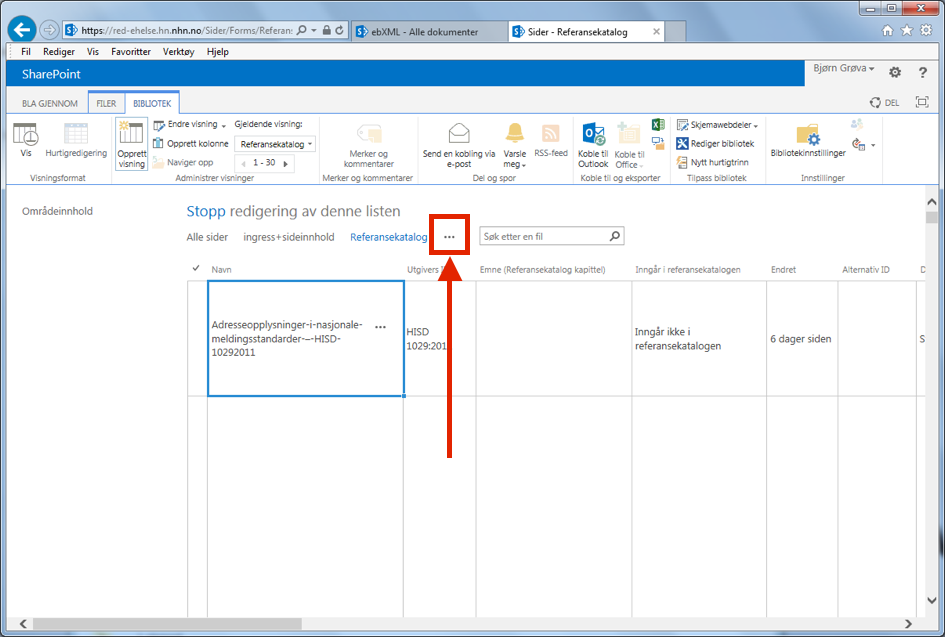 https://red-ehelse.hn.nhn.no/Sider/Forms/Referans
ebXML - Alle dokumenter
Sider - Referansekatalog
Fil Rediger Vis Favoritter Verktøy Hjelp
SharePoint
Bjørn Grøva
?
BLA GJENNOM FILER BIBLIOTEK
DEL
Vis
Hurtigredigering
Visningsformat
Opprett
visning
Endre visning
Opprett kolonne
Naviger opp
Gjeldende visning:
Referansekatalog
1 - 30
Administrer visninger
Merker og
kommentarer
Merker og kommentarer
Send en kobling via
e-post
Varsle
meg
RSS-feed
Del og spor
Koble til
Outlook
Koble til
Office
Koble til og eksporter
Skjemawebdeler
Rediger bibliotek
Nytt hurtigtrinn
Tilpass bibliotek
Bibliotekinnstillinger
Innstillinger
Områdeinnhold
Stopp redigering av denne listen
Alle sider ingress+sideinnhold Referansekatalog ...
Søk etter en fil
Navn Utgivers Emne (Referansekatalog kapittel) Inngår i referansekatalogen Endret Alternativ ID D
Adresseopplysninger-i-nasjonale-
meldingsstandarder-–-HISD-
10292011
...
HISD
1029:201
Inngår ikke i
referansekatalogen
6 dager siden
S